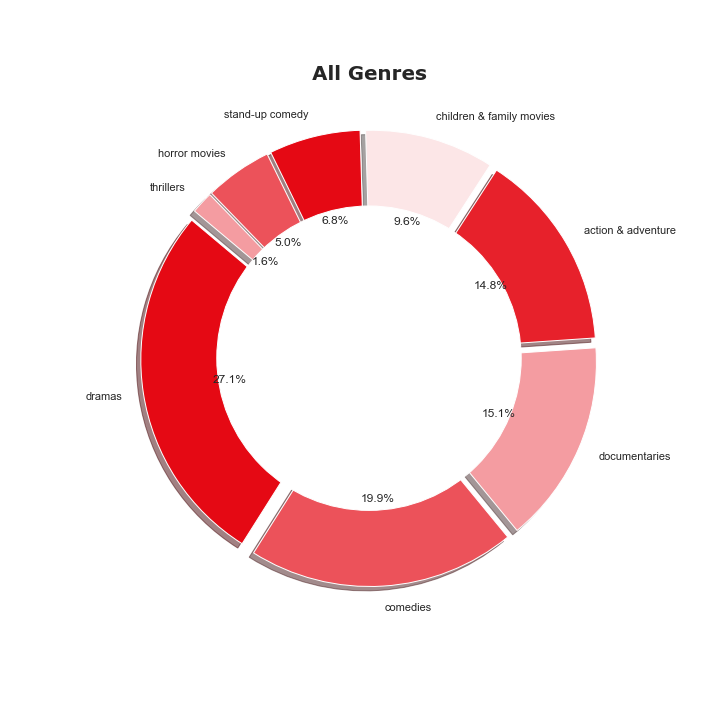 All Genres
stand-up comedy
children & family movies
horror movies
thrillers
6.8%
9.6%
action & adventure
5.0%
1.6%
14.8%
27.1%
dramas
15.1%
documentaries
19.9%
comedies